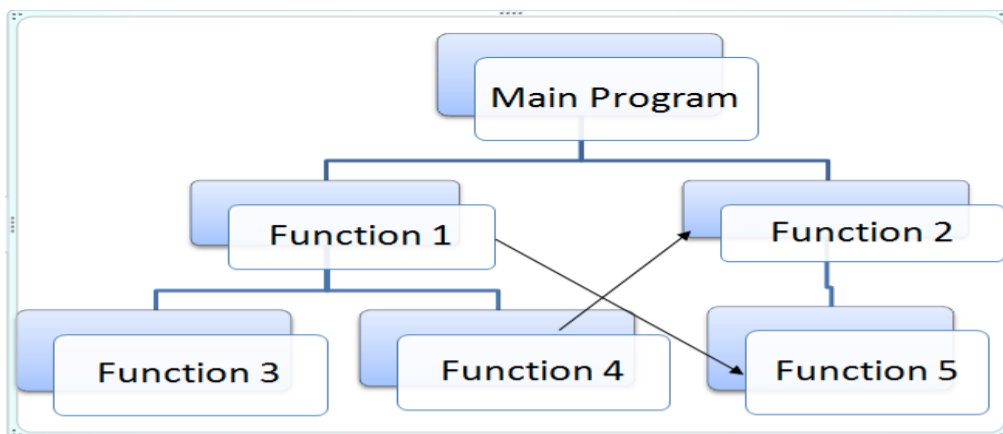 Main Program
Function 1
Function 2
Function 3
Function 4
Function 5